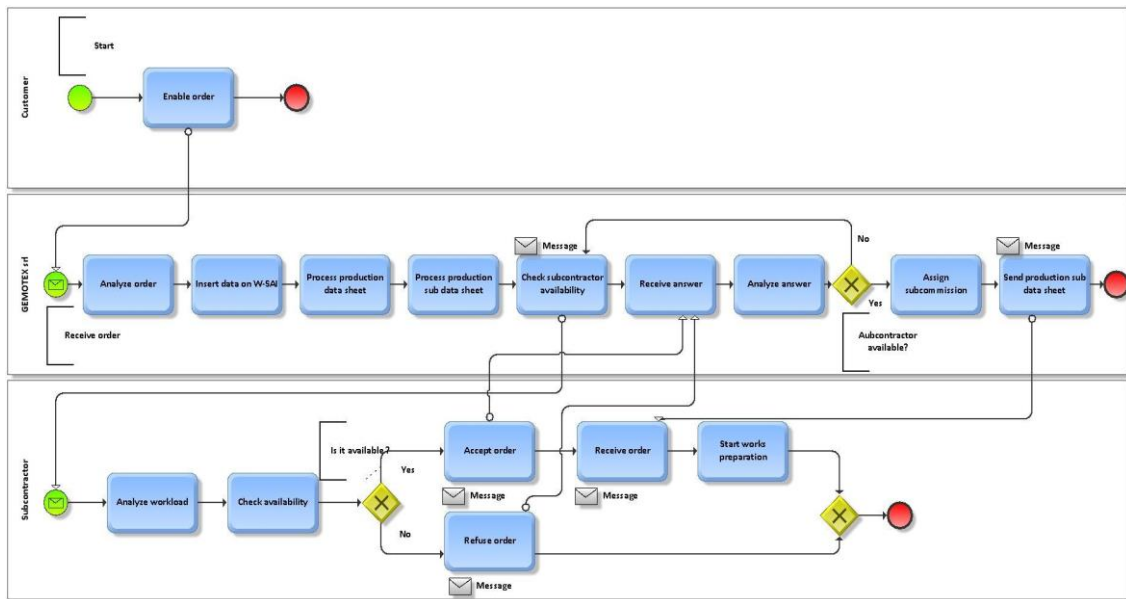 Customer
Start
Enable order
GEMOTEX srl
Message
No
Message
Analyze order
Insert data on W-SAI
Process production
data sheet
Process production
sub data sheet
Check subcontractor
availability
Receive answer
Analyze answer
Assign
subcommission
Send production sub
data sheet
Yes
Receive order
Aubcontractor
available?
Subcontractor
Is it available?
Yes
Accept order
Receive order
Start works
preparation
Analyze workload
Check availability
Message
Message
No
Refuse order
Message